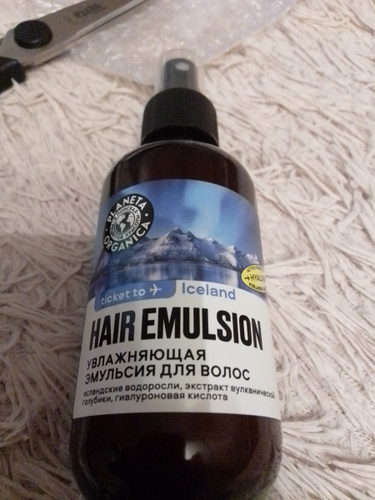 PLANETA
ORGANICA
ticket to Iceland
HAIR EMULSION
УВЛАЖНЯЮЩАЯ
ЭМУЛЬСИЯ ДЛЯ ВОЛОС
исландские водоросли, экстракт вулканической
голубики, гиалуроновая кислота